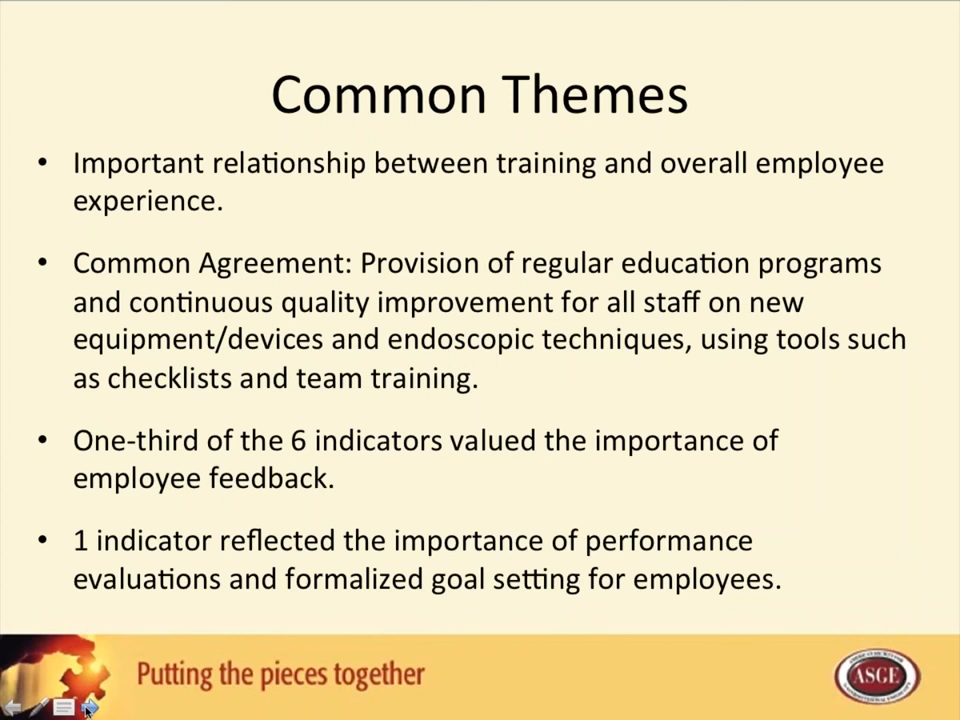 Common Themes
• Important relationship between training and overall employee
experience.
• Common Agreement: Provision of regular education programs
and continuous quality improvement for all staff on new
equipment/devices and endoscopic techniques, using tools such
as checklists and team training.
• One-third of the 6 indicators valued the importance of
employee feedback.
• 1 indicator reflected the importance of performance
evaluations and formalized goal setting for employees.
Putting the pieces together
ASGE